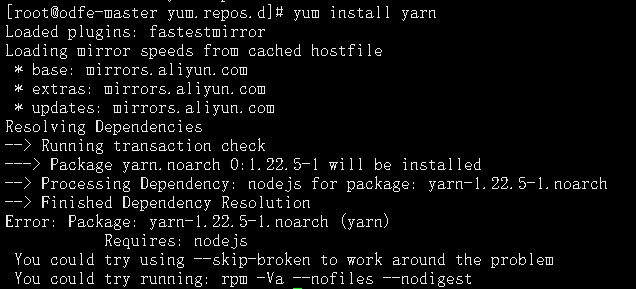 [root@odfe-master yum.repos.d]# yum install yarn
Loaded plugins: fastestmirror
Loading mirror speeds from cached hostfile
 * base: mirrors.aliyun.com
 * extras: mirrors.aliyun.com
 * updates: mirrors.aliyun.com
Resolving Dependencies
--> Running transaction check
---> Package yarn.noarch 0:1.22.5-1 will be installed
--> Processing Dependency: nodejs for package: yarn-1.22.5-1.noarch
--> Finished Dependency Resolution
Error: Package: yarn-1.22.5-1.noarch (yarn)
           Requires: nodejs
 You could try using --skip-broken to work around the problem
 You could try running: rpm -Va --nofiles --nodigest